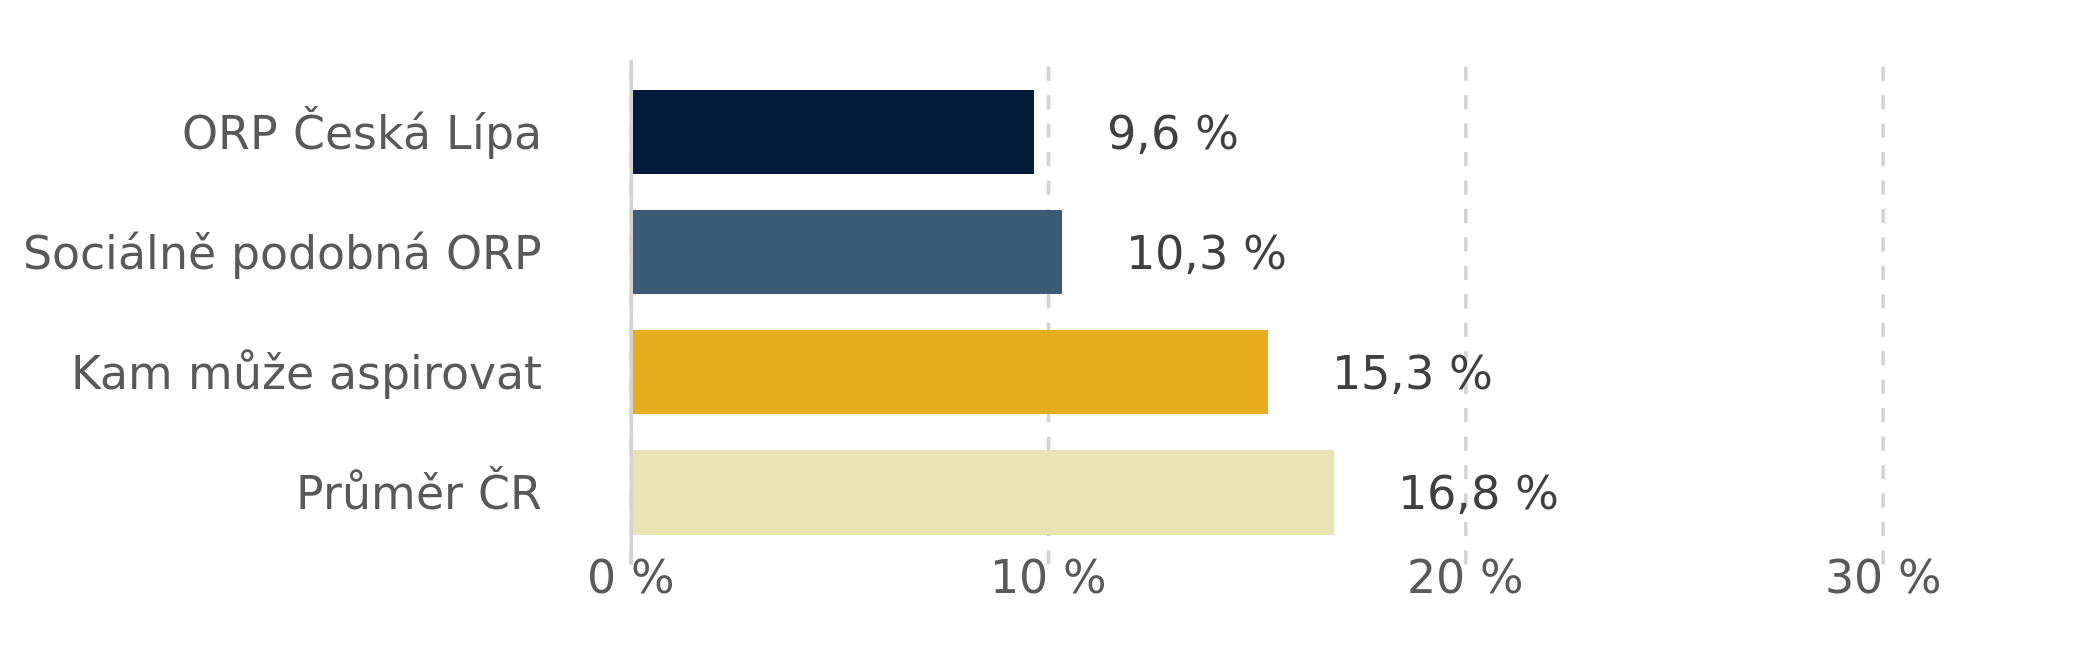 ORP Česká Lípa 9,6 %
Sociálně podobná ORP 10,3 %
Kam může aspirovat 15,3 %
Průměr ČR 16,8 %
0 % 10 % 20 % 30 %